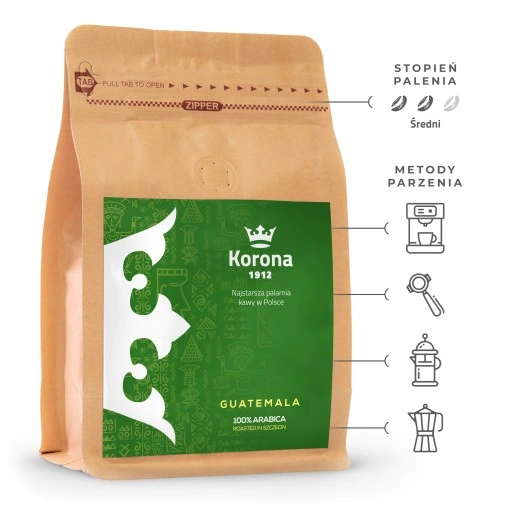 STOPIEŃ
PALENIA
Średni
METODY
PARZENIA
TAB
PULL TAB TO OPEN
ZIPPER
Korona
1912
Najstarsza palarnia
kawy w Polsce
GUATEMALA
100% ARABICA
ROASTED IN SZCZECIN